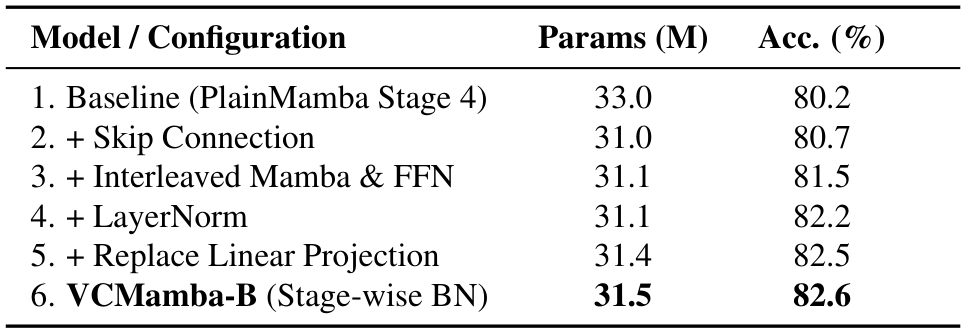 Model / Configuration Params (M) Acc. (%)
1. Baseline (PlainMamba Stage 4) 33.0 80.2
2. + Skip Connection 31.0 80.7
3. + Interleaved Mamba & FFN 31.1 81.5
4. + LayerNorm 31.1 82.2
5. + Replace Linear Projection 31.4 82.5
6. VCMamba-B (Stage-wise BN) 31.5 82.6